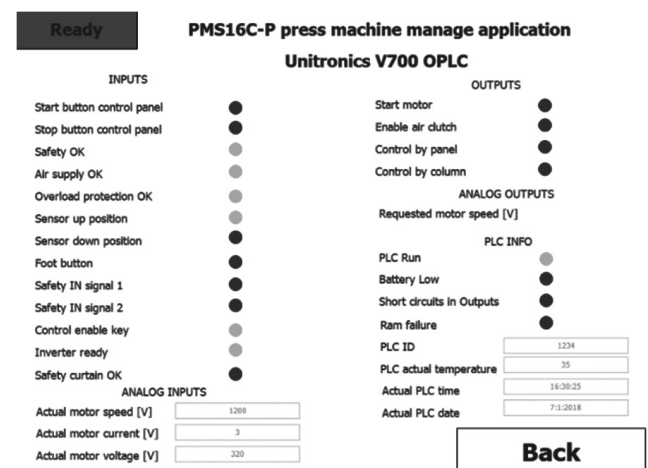 Ready
PMS16C-P press machine manage application
Unitronics V700 OPLC
INPUTS
Start button control panel
Stop button control panel
Safety OK
Air supply OK
Overload protection OK
Sensor up position
Sensor down position
Foot button
Safety IN signal 1
Safety IN signal 2
Control enable key
Inverter ready
Safety curtain OK
ANALOG INPUTS
Actual motor speed [V] 1200
Actual motor current [V] 3
Actual motor voltage [V] 320
OUTPUTS
Start motor
Enable air clutch
Control by panel
Control by column
ANALOG OUTPUTS
Requested motor speed [V]
PLC INFO
PLC Run
Battery Low
Short circuits in Outputs
Ram failure
PLC ID 1234
PLC actual temperature 35
Actual PLC time 16:30:25
Actual PLC date 7:1:2018
Back